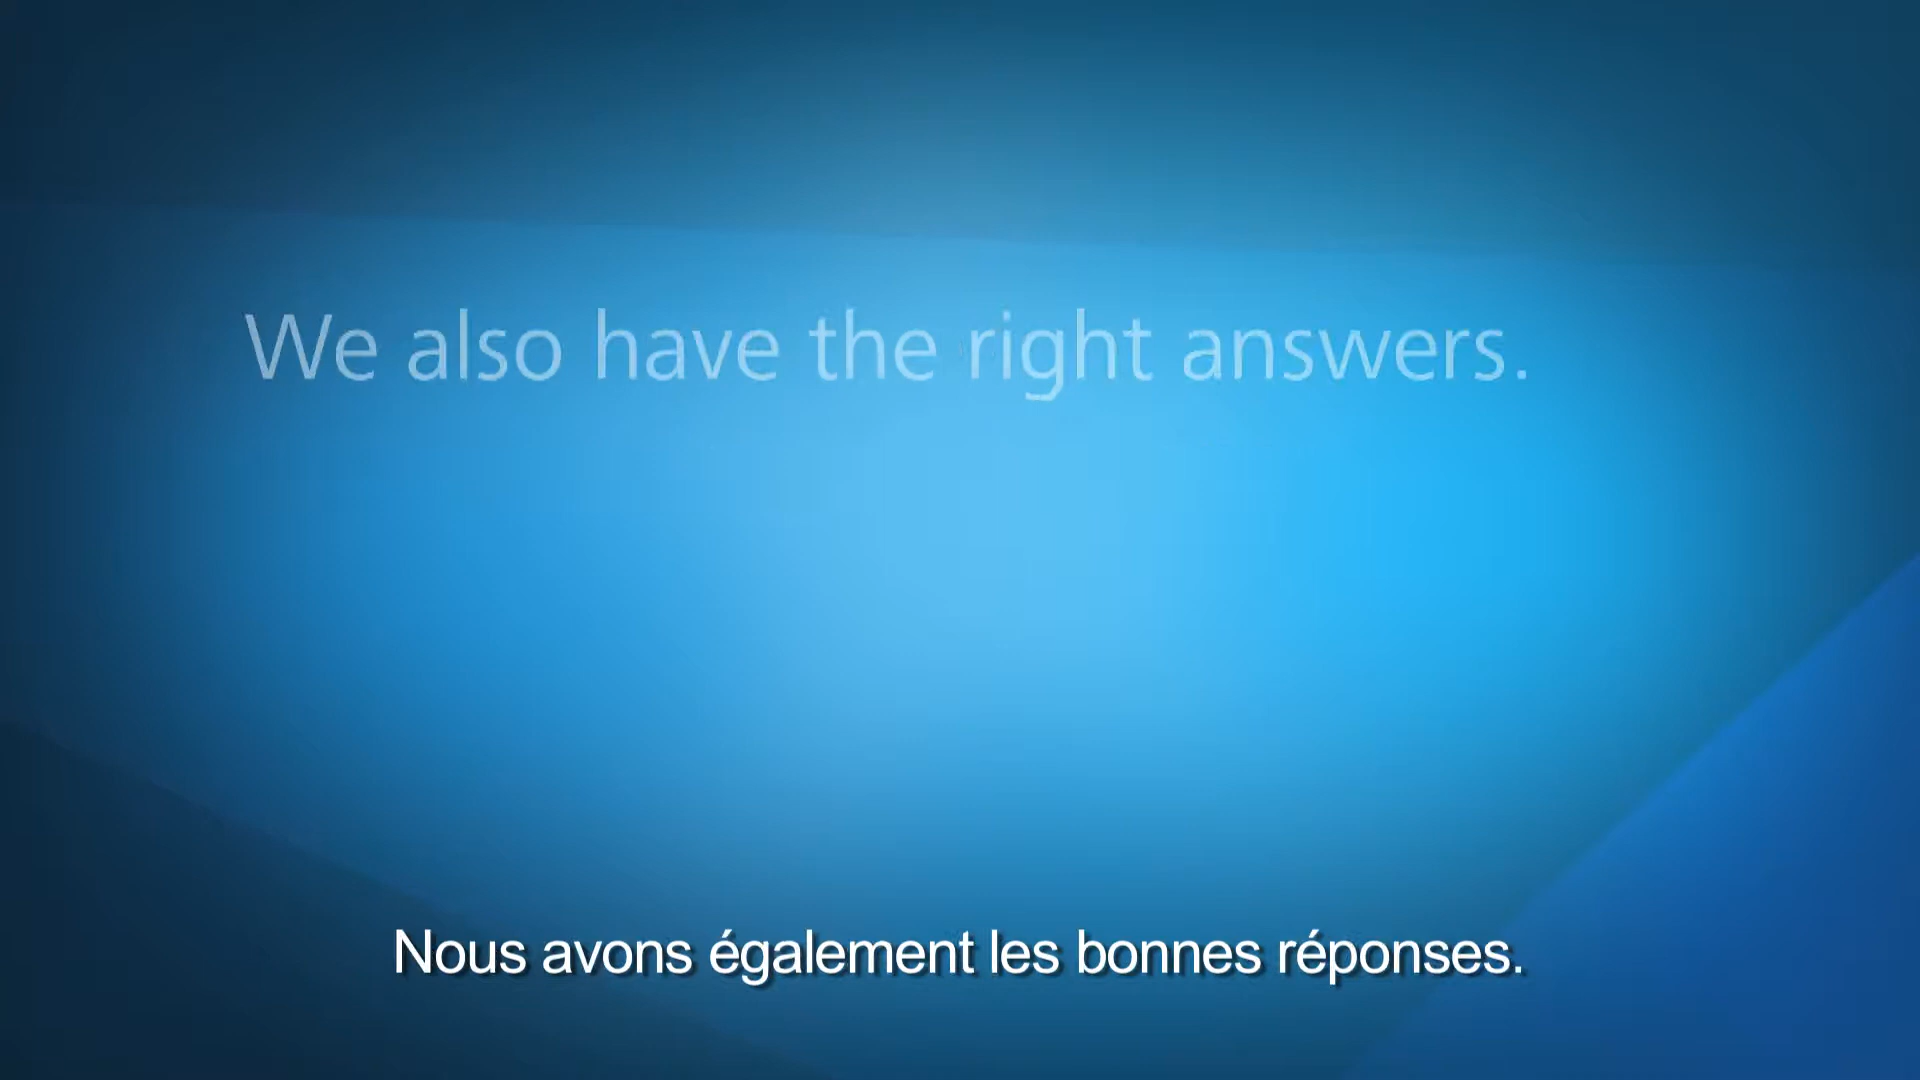 We also have the right answers.
Nous avons également les bonnes réponses.